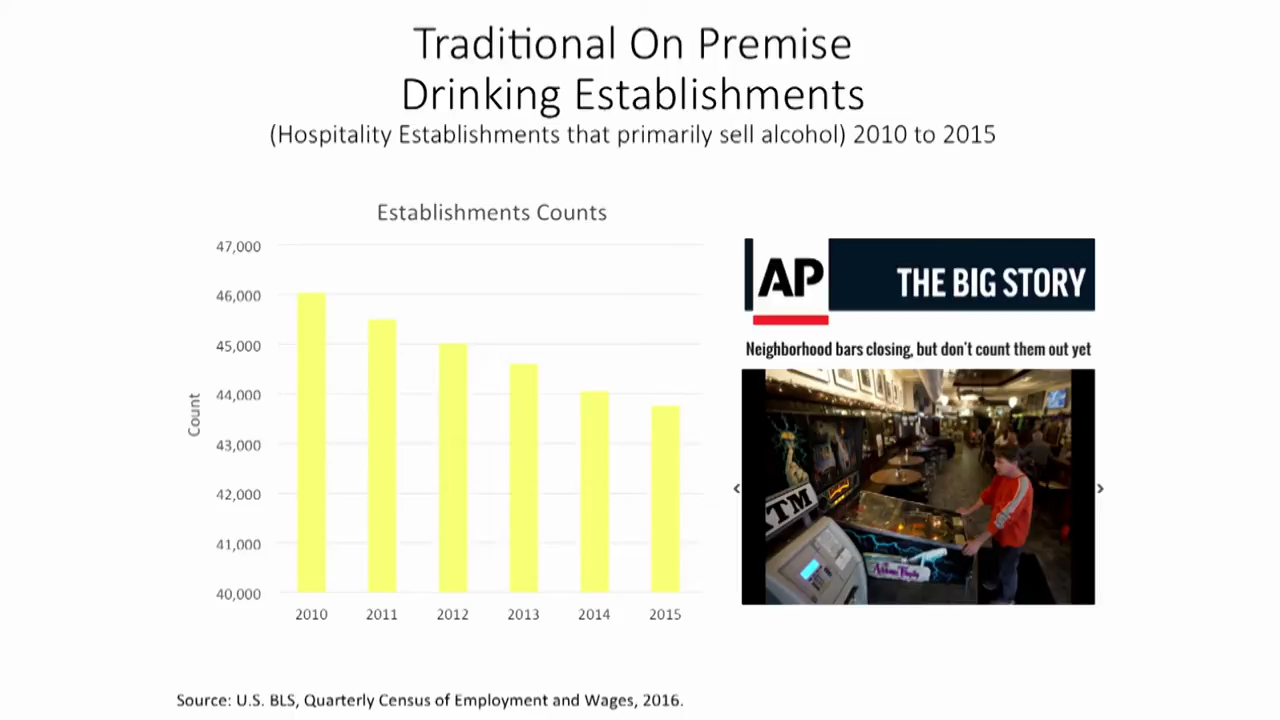 Traditional On Premise
Drinking Establishments
(Hospitality Establishments that primarily sell alcohol) 2010 to 2015
Establishments Counts
47,000
46,000
45,000
44,000
43,000
42,000
41,000
40,000
Count
2010 2011 2012 2013 2014 2015
AP THE BIG STORY
Neighborhood bars closing, but don't count them out yet
TM
Source: U.S. BLS, Quarterly Census of Employment and Wages, 2016.